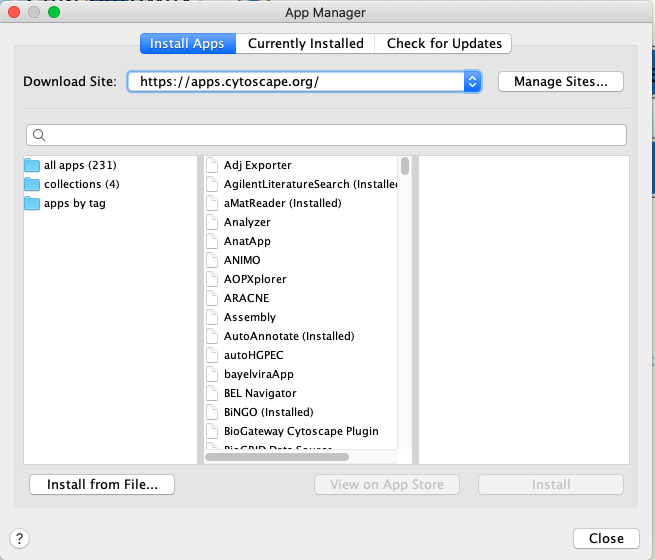 App Manager
Install Apps Currently Installed Check for Updates
Download Site: https://apps.cytoscape.org/ Manage Sites...
all apps (231)
collections (4)
apps by tag
Adj Exporter
AgilentLiteratureSearch (Installed
aMatReader (Installed)
Analyzer
AnatApp
ANIMO
AOPXplorer
ARACNE
Assembly
AutoAnnotate (Installed)
autoHGPEC
bayelviraApp
BEL Navigator
BiNGO (Installed)
BioGateway Cytoscape Plugin
BioGRID Data Source
Install from File... View on App Store Install
? Close